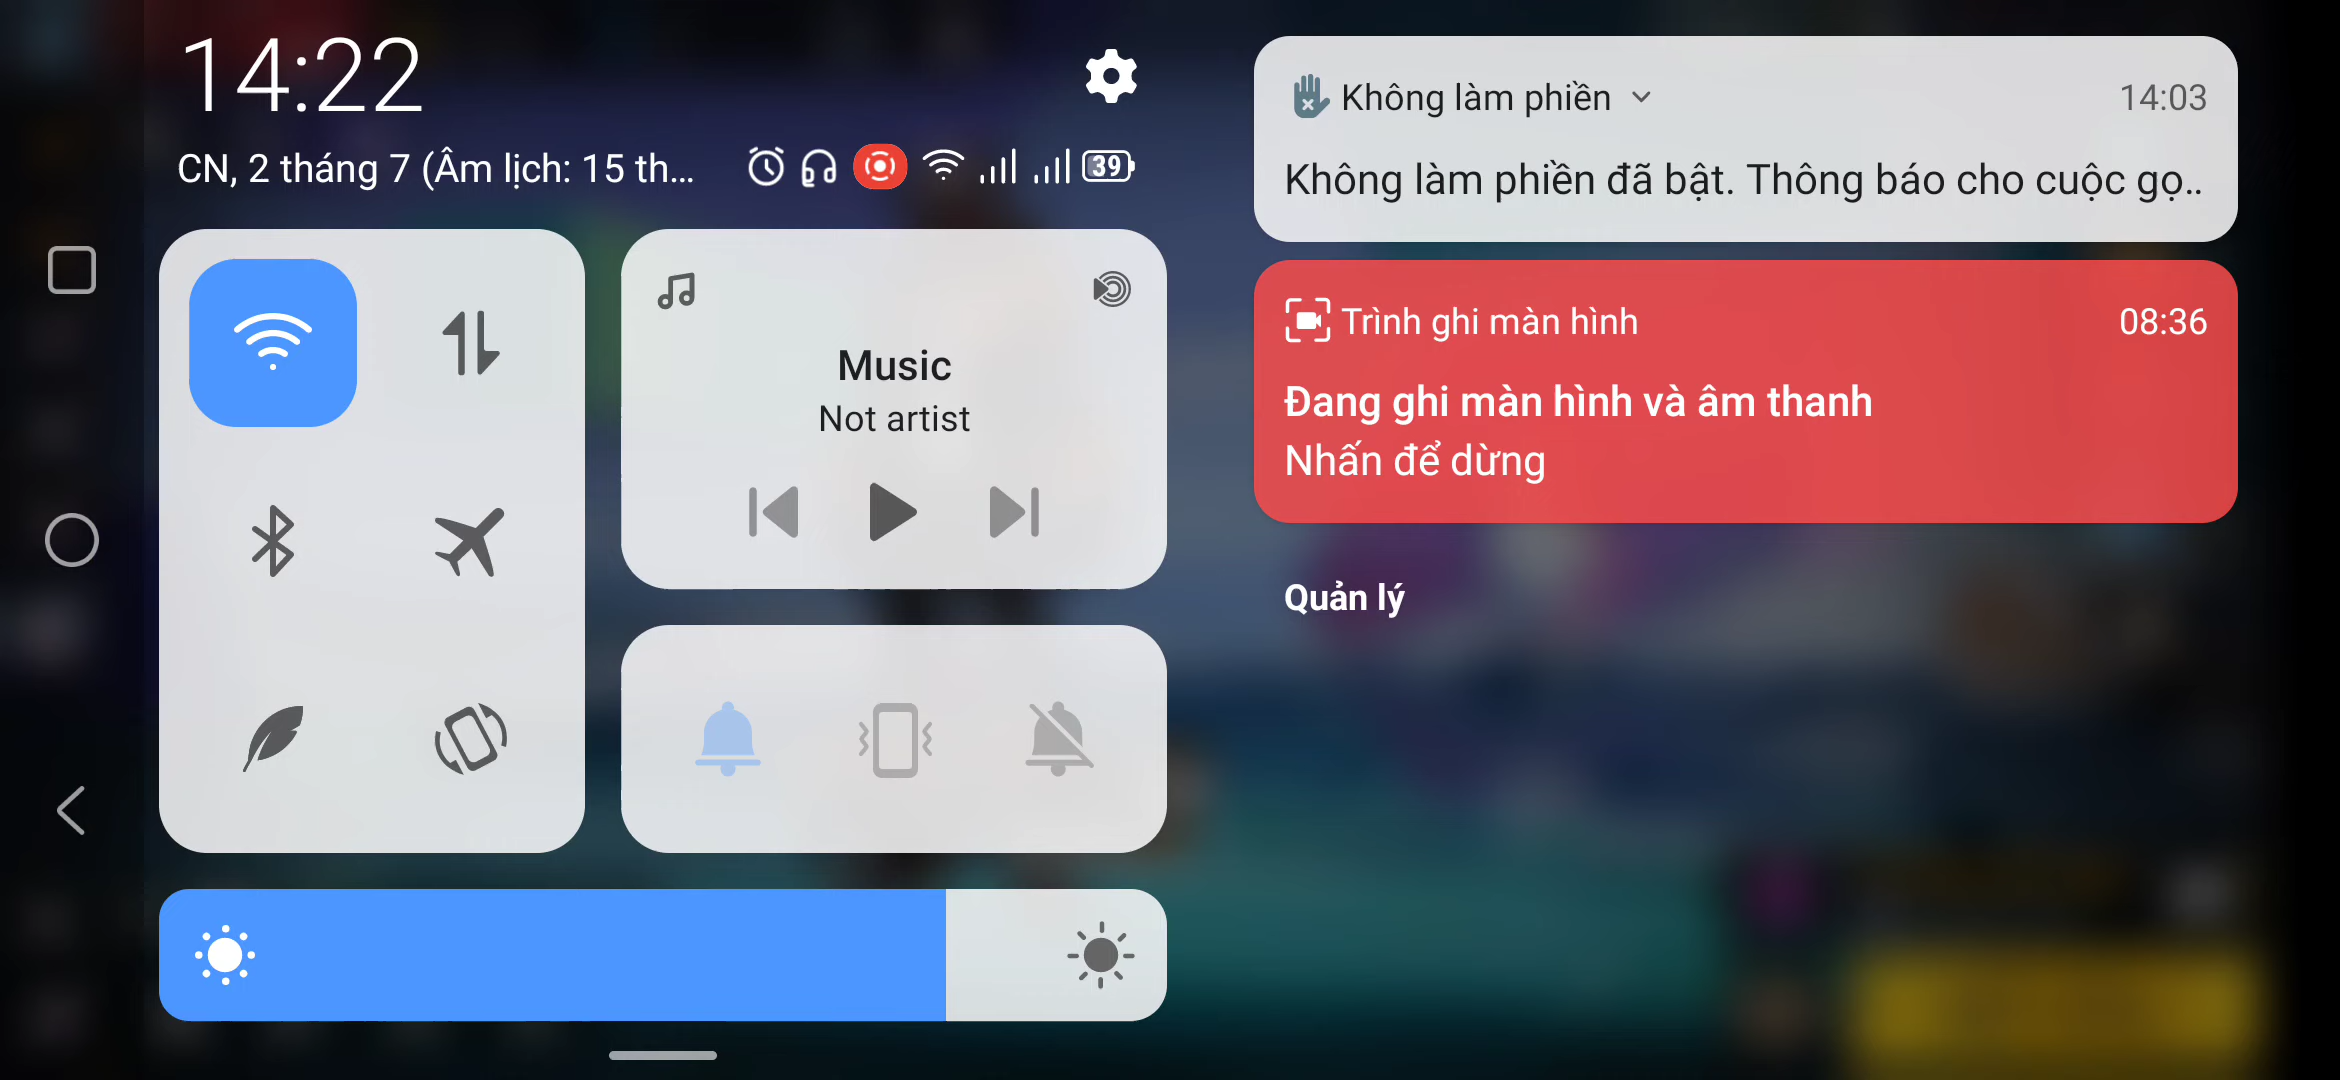 14:22
CN, 2 tháng 7 (Âm lịch: 15 th...
39
Music
Not artist
Không làm phiền
14:03
Không làm phiền đã bật. Thông báo cho cuộc gọ..
Trình ghi màn hình
08:36
Đang ghi màn hình và âm thanh
Nhấn để dừng
Quản lý